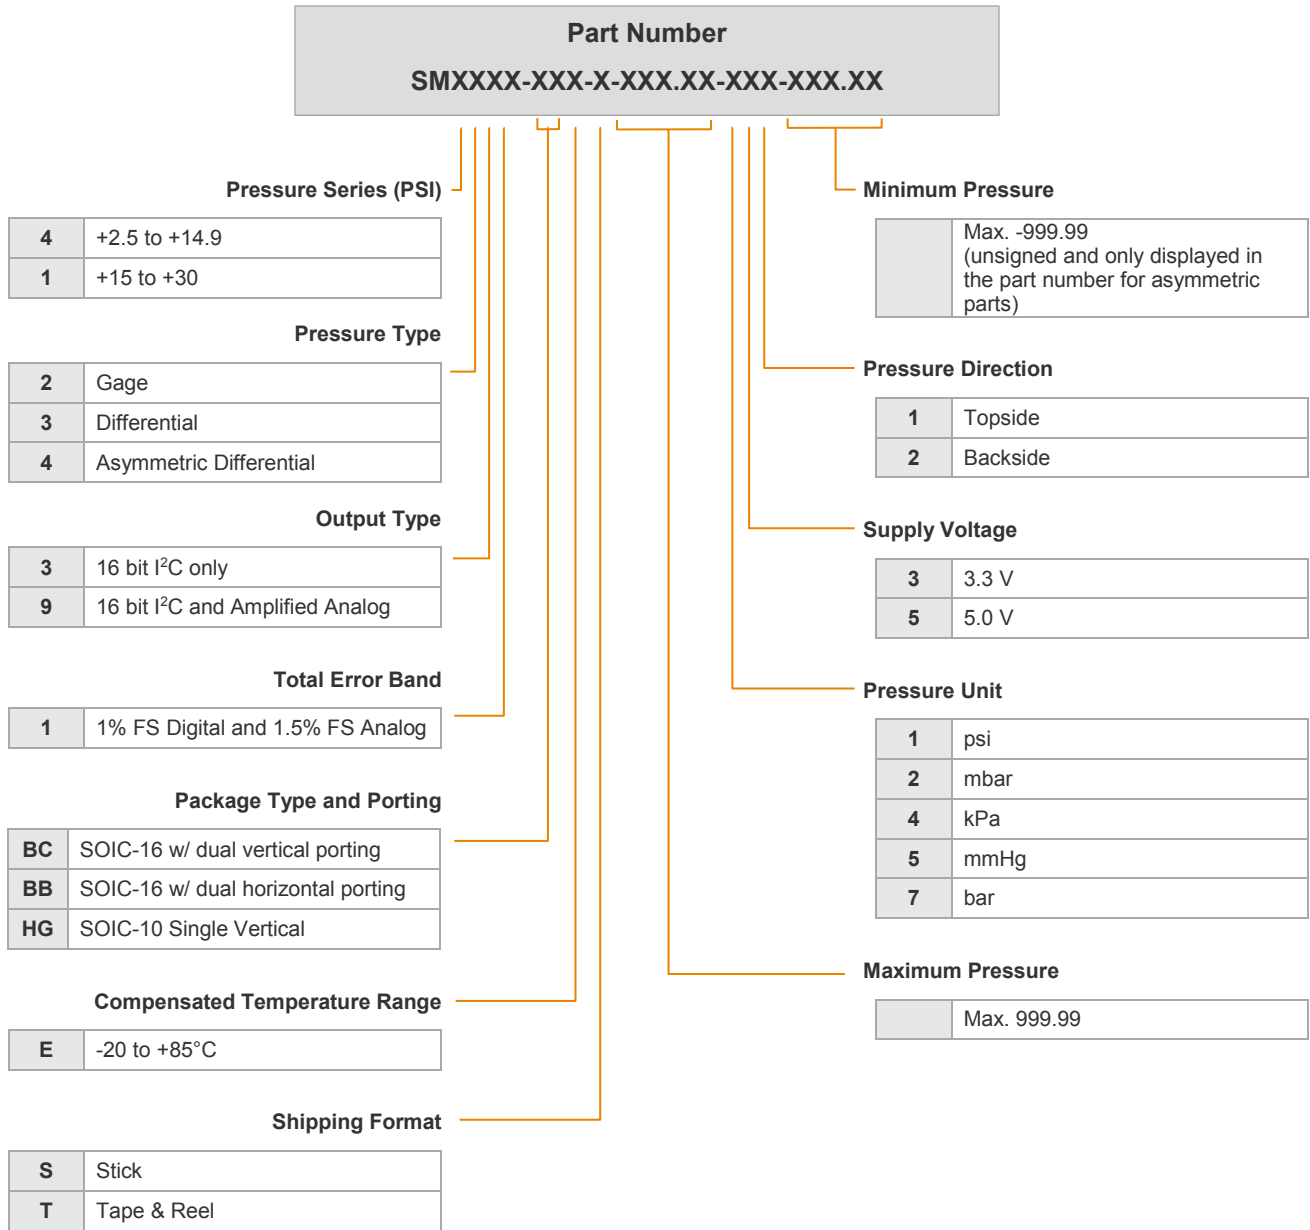 Part Number
SMXXXX-XXX-X-XXX.XX-XXX-XXX.XX
Pressure Series (PSI)
4 +2.5 to +14.9
1 +15 to +30
Pressure Type
2 Gage
3 Differential
4 Asymmetric Differential
Output Type
3 16 bit I²C only
9 16 bit I²C and Amplified Analog
Total Error Band
1 1% FS Digital and 1.5% FS Analog
Package Type and Porting
BC SOIC-16 w/ dual vertical porting
BB SOIC-16 w/ dual horizontal porting
HG SOIC-10 Single Vertical
Compensated Temperature Range
E -20 to +85°C
Shipping Format
S Stick
T Tape & Reel
Minimum Pressure
Max. -999.99
(unsigned and only displayed in
the part number for asymmetric
parts)
Pressure Direction
1 Topside
2 Backside
Supply Voltage
3 3.3 V
5 5.0 V
Pressure Unit
1 psi
2 mbar
4 kPa
5 mmHg
7 bar
Maximum Pressure
Max. 999.99